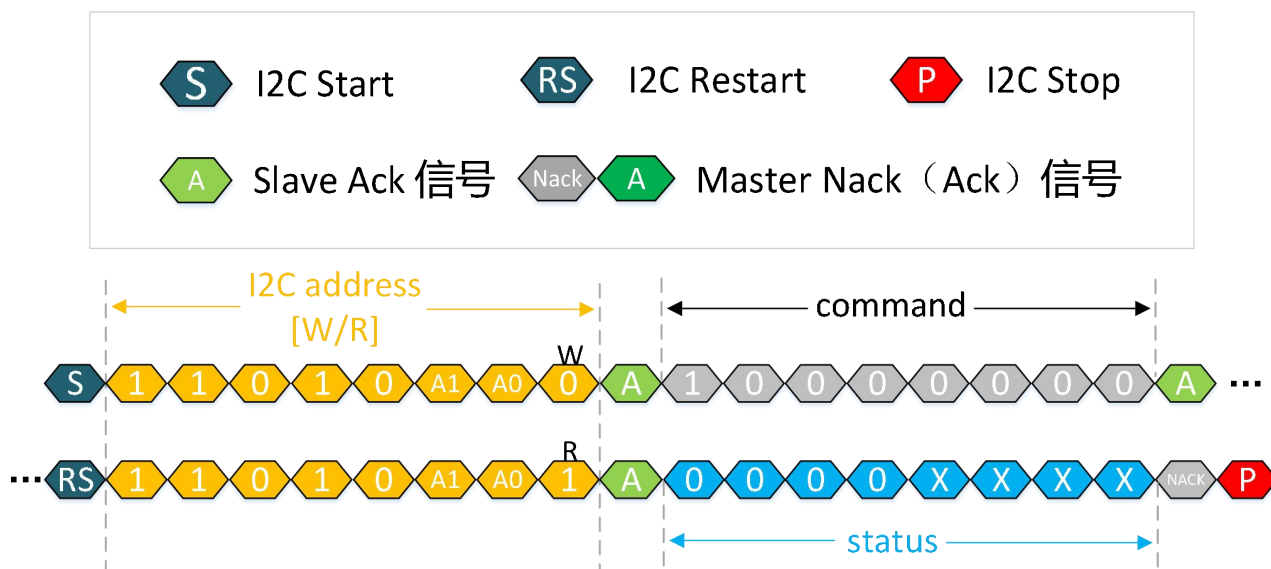 S I2C Start RS I2C Restart P I2C Stop
A Slave Ack 信号 Nack A Master Nack（Ack）信号
I2C address
[W/R]
command
W
S 1 1 0 1 0 A1 A0 0 A 1 0 0 0 0 0 0 0 A ...
R
... RS 1 1 0 1 0 A1 A0 1 A 0 0 0 0 X X X X NACK P
status